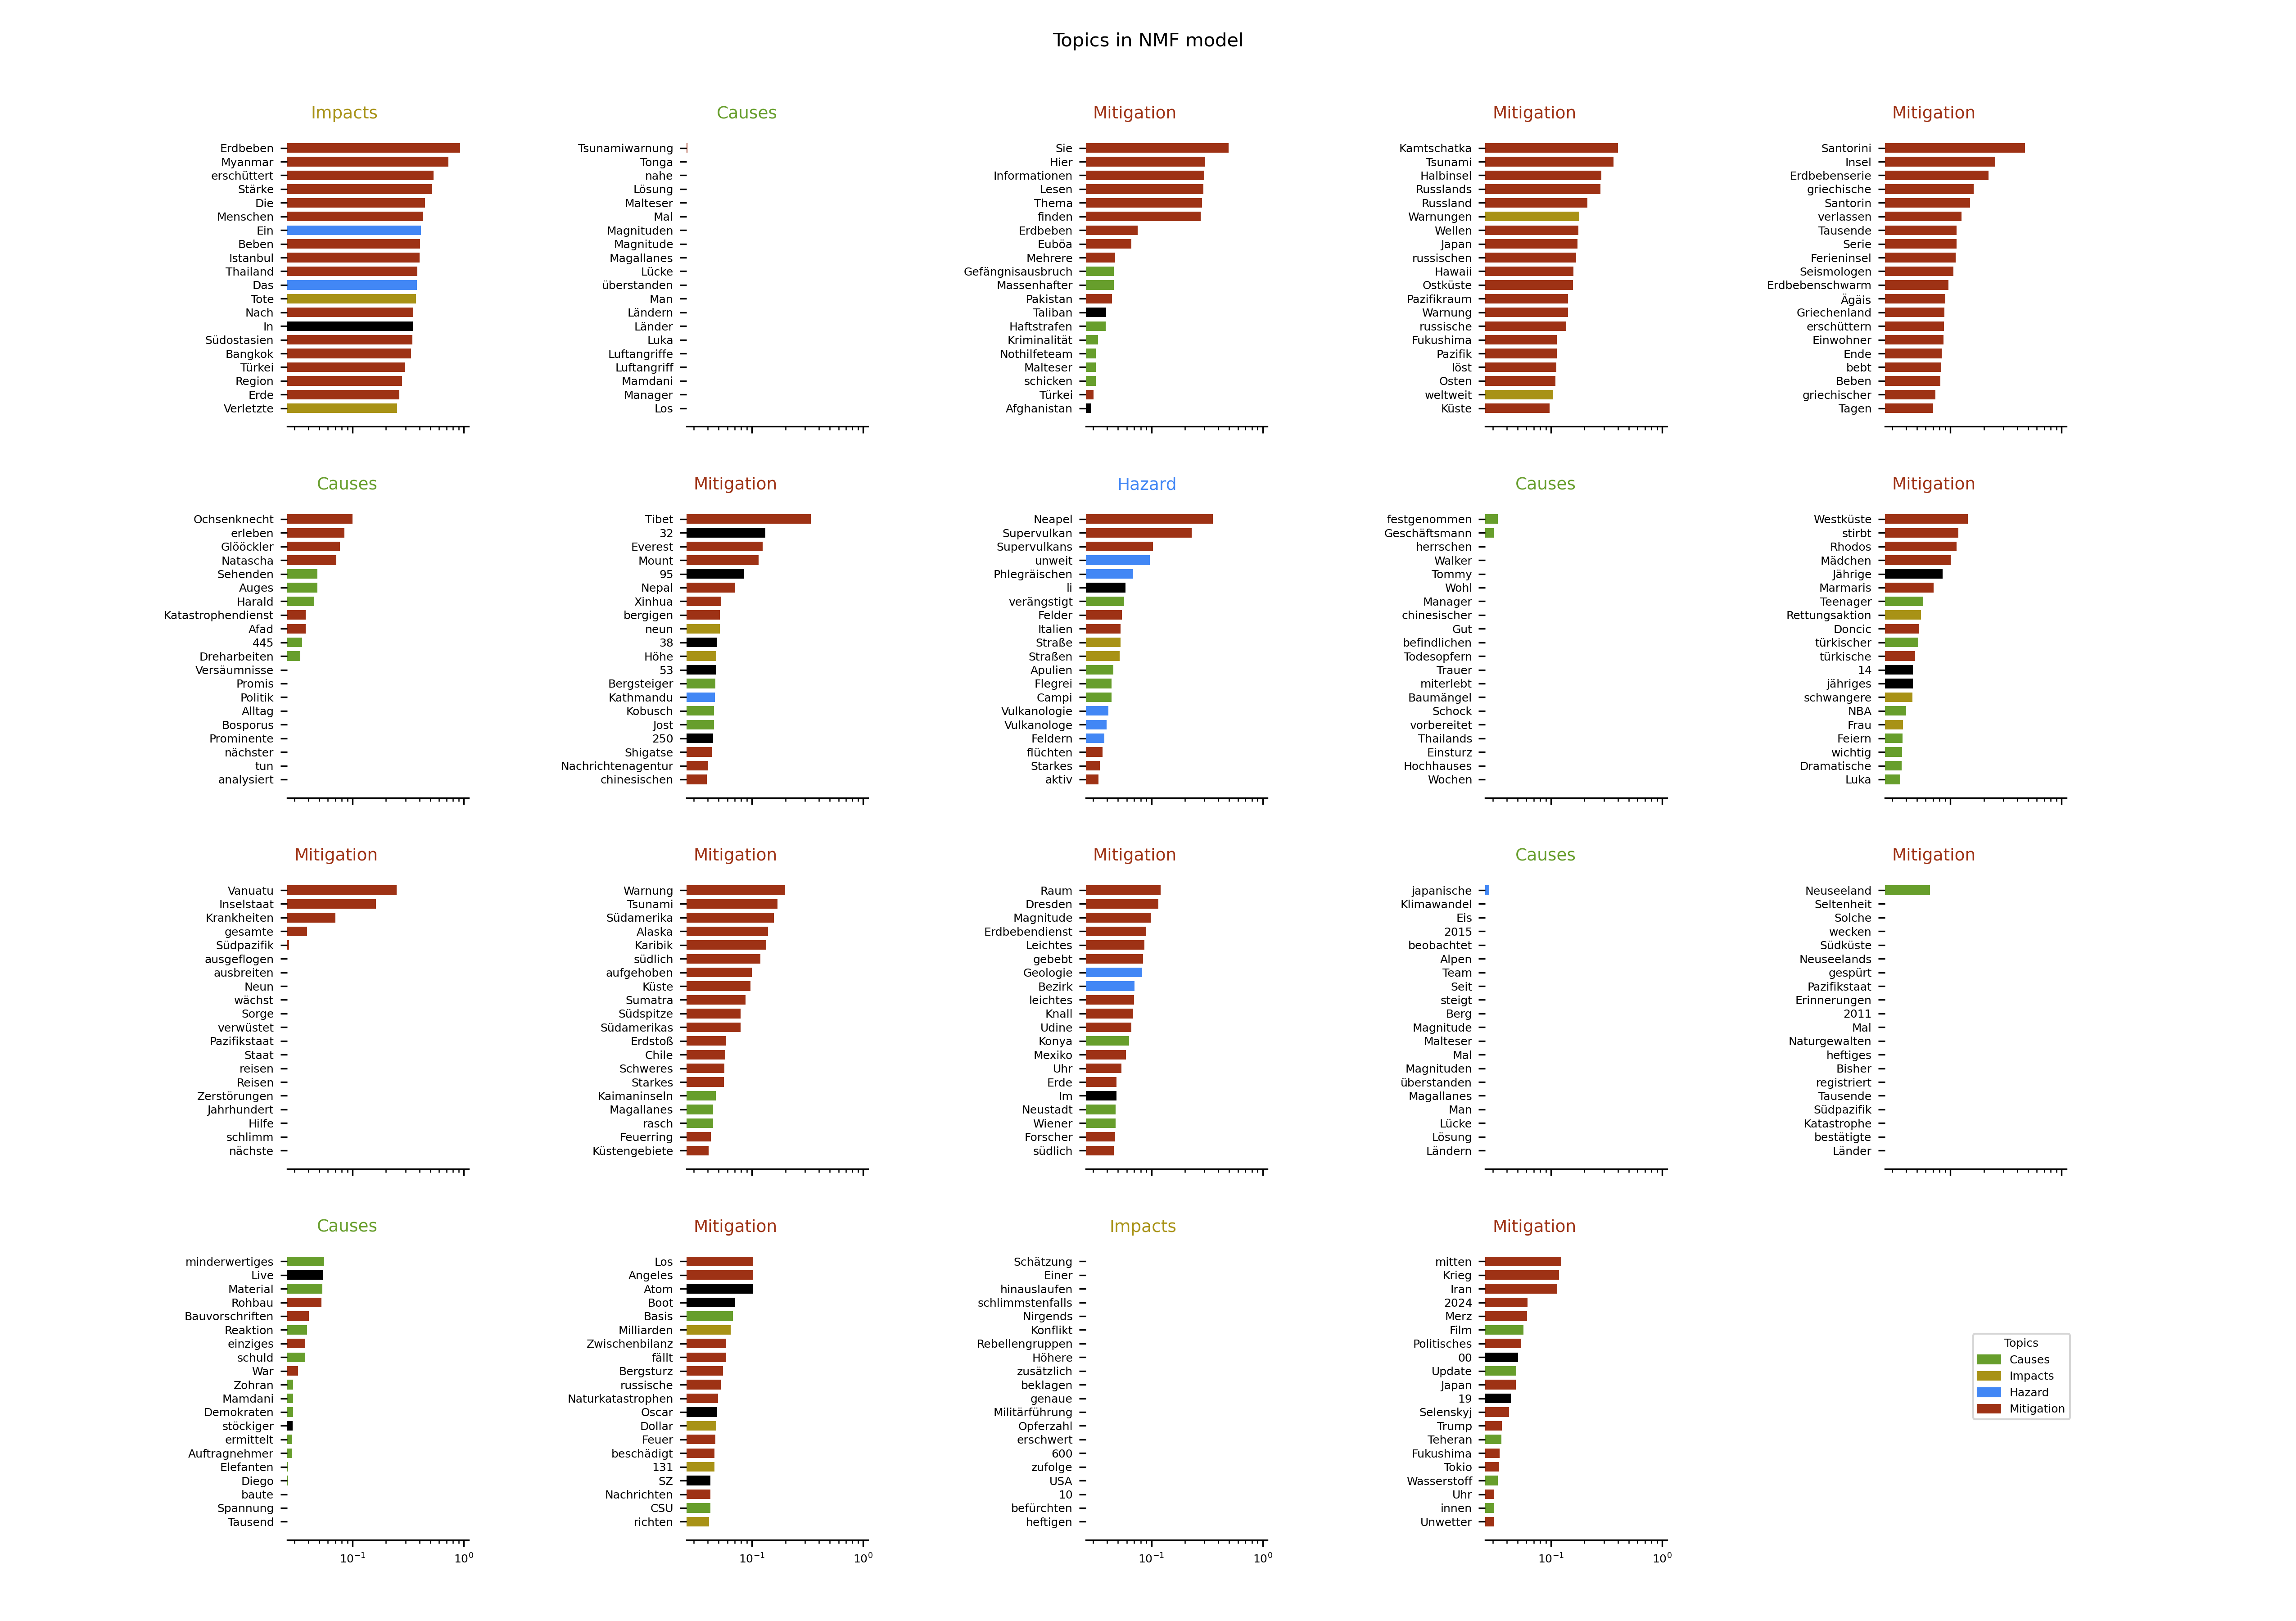 Topics in NMF model
Impacts
Erdbeben
Myanmar
erschüttert
Stärke
Die
Menschen
Ein
Beben
Istanbul
Thailand
Das
Tote
Nach
In
Südostasien
Bangkok
Türkei
Region
Erde
Verletzte
Causes
Tsunamiwarnung
Tonga
nahe
Lösung
Malteser
Mal
Magnituden
Magnitude
Magallanes
Lücke
überstanden
Man
Ländern
Länder
Luka
Luftangriffe
Luftangriff
Mamdani
Manager
Los
Mitigation
Sie
Hier
Informationen
Lesen
Thema
finden
Erdbeben
Euböa
Mehrere
Gefängnisausbruch
Massenhafter
Pakistan
Taliban
Haftstrafen
Kriminalität
Nothilfeteam
Malteser
schicken
Türkei
Afghanistan
Mitigation
Kamtschatka
Tsunami
Halbinsel
Russlands
Russland
Warnungen
Wellen
Japan
russischen
Hawaii
Ostküste
Pazifikraum
Warnung
russische
Fukushima
Pazifik
löst
Osten
weltweit
Küste
Mitigation
Santorini
Insel
Erdbebenserie
griechische
Santorin
verlassen
Tausende
Serie
Ferieninsel
Seismologen
Erdbebenschwarm
Ägäis
Griechenland
erschüttern
Einwohner
Ende
bebt
Beben
griechischer
Tagen
Causes
Ochsenknecht
erleben
Glööckler
Natascha
Sehenden
Auges
Harald
Katastrophendienst
Afad
445
Dreharbeiten
Versäumnisse
Promis
Politik
Alltag
Bosporus
Prominente
nächster
tun
analysiert
Mitigation
Tibet
32
Everest
Mount
95
Nepal
Xinhua
bergigen
neun
38
Höhe
53
Bergsteiger
Kathmandu
Kobusch
Jost
250
Shigatse
Nachrichtenagentur
chinesischen
Hazard
Neapel
Supervulkan
Supervulkans
unweit
Phlegräischen
li
verängstigt
Felder
Italien
Straße
Straßen
Apulien
Flegrei
Campi
Vulkanologie
Vulkanologe
Feldern
flüchten
Starkes
aktiv
Causes
festgenommen
Geschäftsmann
herrschen
Walker
Tommy
Wohl
Manager
chinesischer
Gut
befindlichen
Todesopfern
Trauer
miterlebt
Baumängel
Schock
vorbereitet
Thailands
Einsturz
Hochhauses
Wochen
Mitigation
Westküste
stirbt
Rhodos
Mädchen
Jährige
Marmaris
Teenager
Rettungsaktion
Doncic
türkischer
türkische
14
jähriges
schwangere
NBA
Frau
Feiern
wichtig
Dramatische
Luka
Mitigation
Vanuatu
Inselstaat
Krankheiten
gesamte
Südpazifik
ausgeflogen
ausbreiten
Neun
wächst
Sorge
verwüstet
Pazifikstaat
Staat
reisen
Reisen
Zerstörungen
Jahrhundert
Hilfe
schlimm
nächste
Mitigation
Warnung
Tsunami
Südamerika
Alaska
Karibik
südlich
aufgehoben
Küste
Sumatra
Südspitze
Südamerikas
Erdstoß
Chile
Schweres
Starkes
Kaimaninseln
Magallanes
rasch
Feuerring
Küstengebiete
Mitigation
Raum
Dresden
Magnitude
Erdbebendienst
Leichtes
gebebt
Geologie
Bezirk
leichtes
Knall
Udine
Konya
Mexiko
Uhr
Erde
Im
Neustadt
Wiener
Forscher
südlich
Causes
japanische
Klimawandel
Eis
2015
beobachtet
Alpen
Team
Seit
steigt
Berg
Magnitude
Malteser
Mal
Magnituden
überstanden
Magallanes
Man
Lücke
Lösung
Ländern
Mitigation
Neuseeland
Seltenheit
Solche
wecken
Südküste
Neuseelands
gespürt
Pazifikstaat
Erinnerungen
2011
Mal
Naturgewalten
heftiges
Bisher
registriert
Tausende
Südpazifik
Katastrophe
bestätigte
Länder
Causes
minderwertiges
Live
Material
Rohbau
Bauvorschriften
Reaktion
einziges
schuld
War
Zohran
Mamdani
Demokraten
stöckiger
ermittelt
Auftragnehmer
Elefanten
Diego
baute
Spannung
Tausend
10⁻¹ 10⁰
Mitigation
Los
Angeles
Atom
Boot
Basis
Milliarden
Zwischenbilanz
fällt
Bergsturz
russische
Naturkatastrophen
Oscar
Dollar
Feuer
beschädigt
131
SZ
Nachrichten
CSU
richten
10⁻¹ 10⁰
Impacts
Schätzung
Einer
hinauslaufen
schlimmstenfalls
Nirgends
Konflikt
Rebellengruppen
Höhere
zusätzlich
beklagen
genaue
Militärführung
Opferzahl
erschwert
600
zufolge
USA
10
befürchten
heftigen
10⁻¹ 10⁰
Mitigation
mitten
Krieg
Iran
2024
Merz
Film
Politisches
00
Update
Japan
19
Selenskyj
Trump
Teheran
Fukushima
Tokio
Wasserstoff
Uhr
innen
Unwetter
10⁻¹ 10⁰
Topics
Causes
Impacts
Hazard
Mitigation